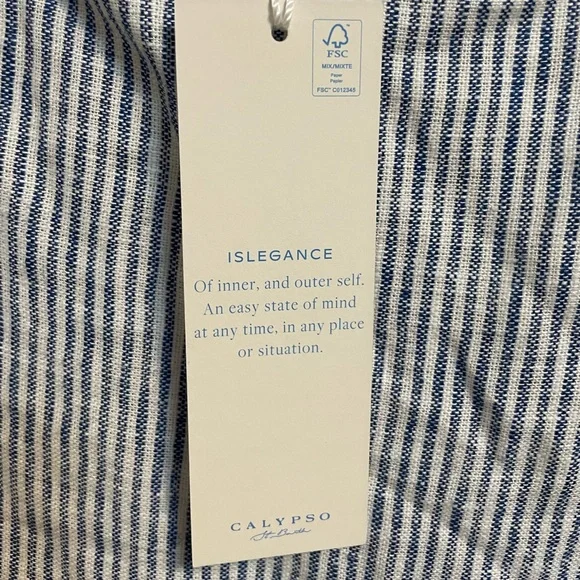 FSC
MIX/MIXTE
Paper
Papier
FSC® C012345
ISLEGANCE
Of inner, and outer self.
An easy state of mind
at any time, in any place
or situation.
CALYPSO